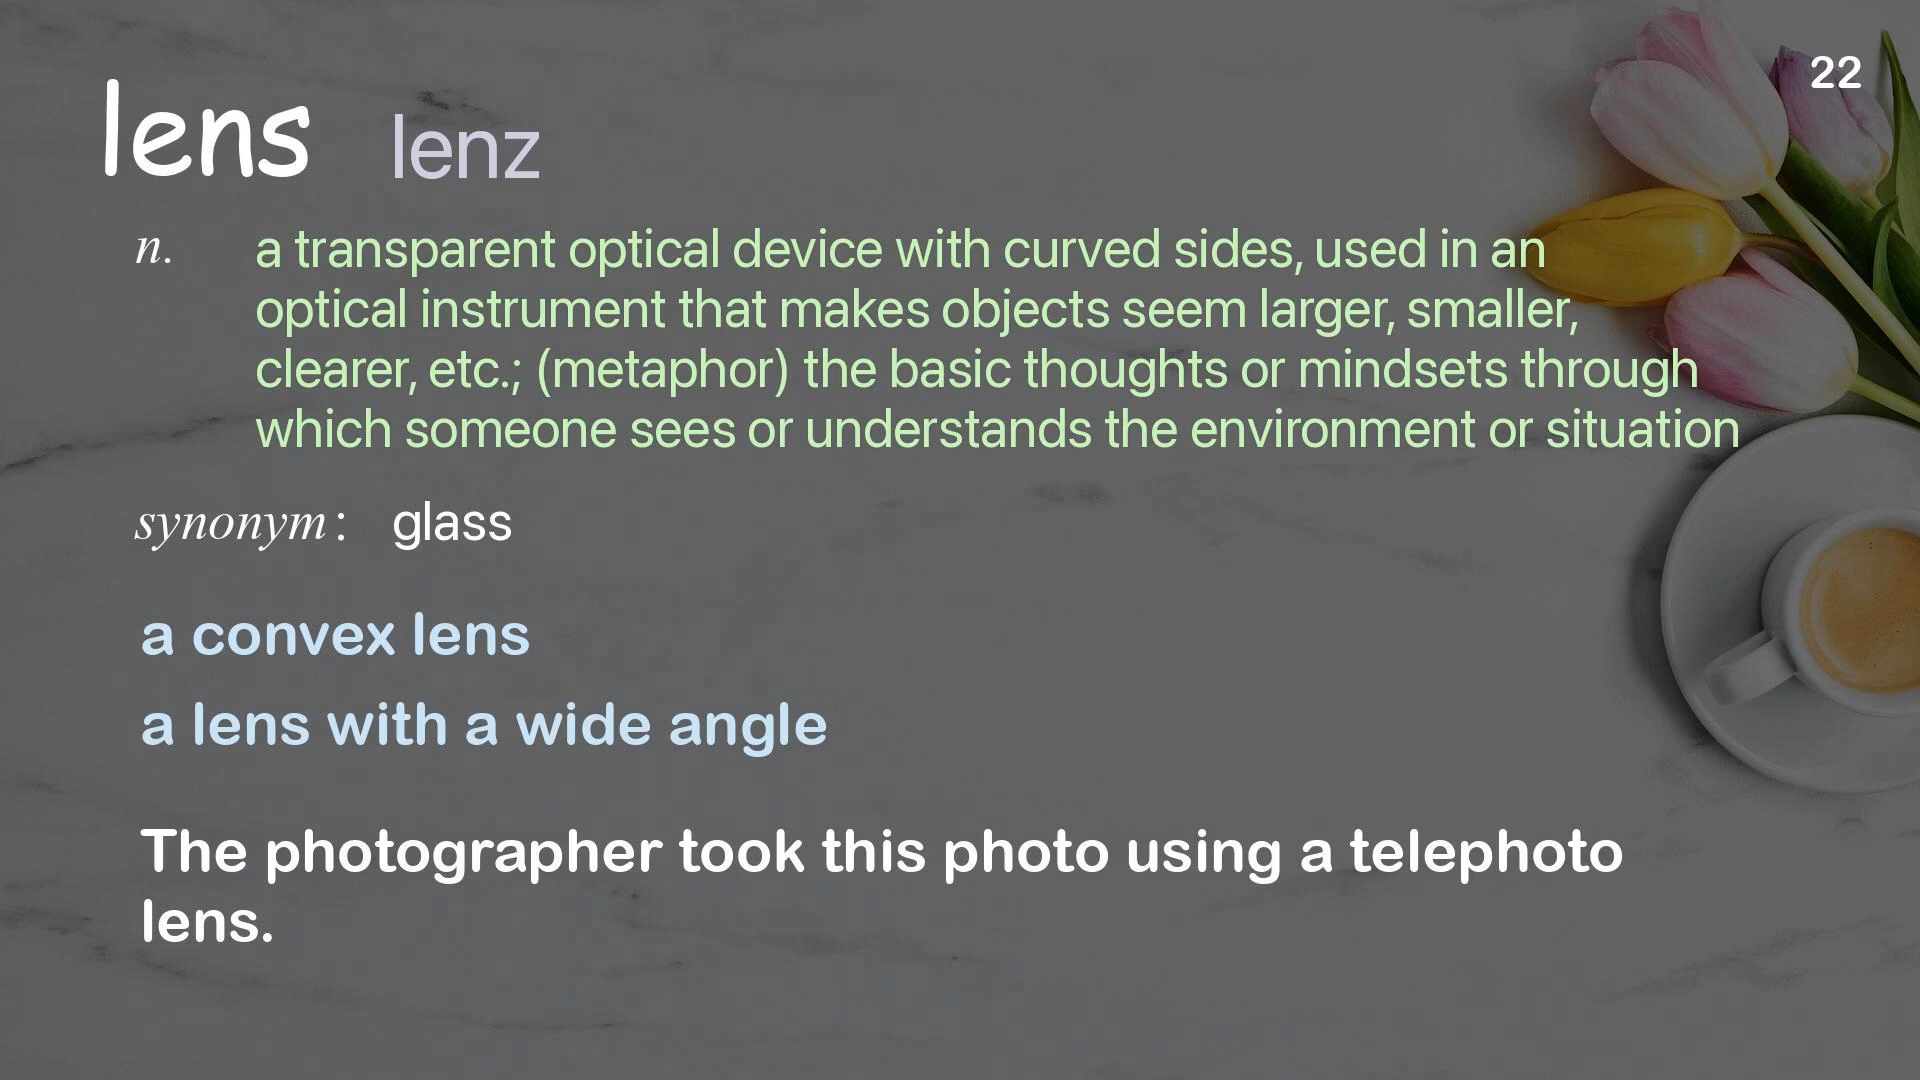 22
lens lenz
n. a transparent optical device with curved sides, used in an
optical instrument that makes objects seem larger, smaller,
clearer, etc.; (metaphor) the basic thoughts or mindsets through
which someone sees or understands the environment or situation
synonym: glass
a convex lens
a lens with a wide angle
The photographer took this photo using a telephoto
lens.